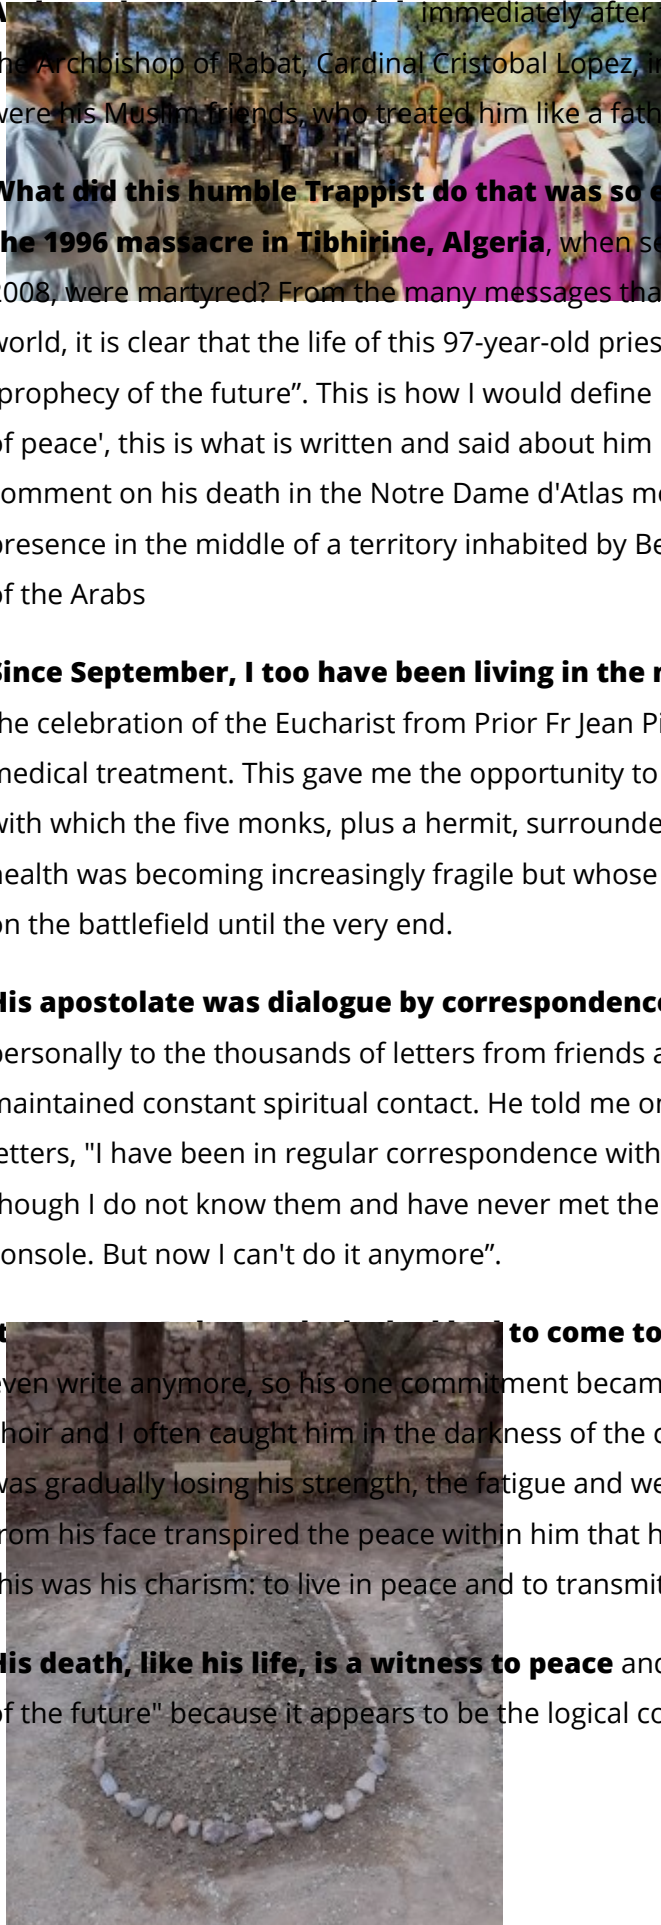 immediately after
he Archbishop of Rabat, Cardinal Cristobal Lopez, i
were his Muslim friends, who treated him like a fath
What did this humble Trappist do that was so e
he 1996 massacre in Tibhirine, Algeria, when se
2008, were martyred? From the many messages tha
world, it is clear that the life of this 97-year-old pries
prophecy of the future”. This is how I would define
of peace', this is what is written and said about him
omment on his death in the Notre Dame d'Atlas mo
presence in the middle of a territory inhabited by Be
of the Arabs
Since September, I too have been living in the m
he celebration of the Eucharist from Prior Fr Jean Pi
medical treatment. This gave me the opportunity to
with which the five monks, plus a hermit, surrounde
health was becoming increasingly fragile but whose
on the battlefield until the very end.
His apostolate was dialogue by correspondence
personally to the thousands of letters from friends a
maintained constant spiritual contact. He told me on
etters, "I have been in regular correspondence with
hough I do not know them and have never met the
onsole. But now I can't do it anymore”.
to come to
even write anymore, so his one commitment becam
hoir and I often caught him in the darkness of the c
was gradually losing his strength, the fatigue and we
rom his face transpired the peace within him that h
his was his charism: to live in peace and to transmit
His death, like his life, is a witness to peace and
of the future" because it appears to be the logical co